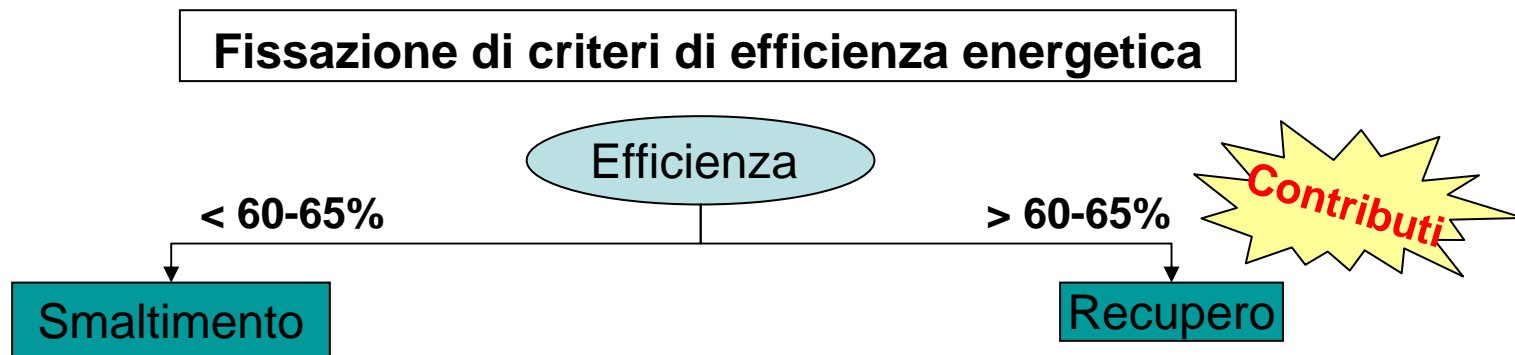 Fissazione di criteri di efficienza energetica
Efficienza
< 60-65%
> 60-65%
Contributi
Smaltimento
Recupero